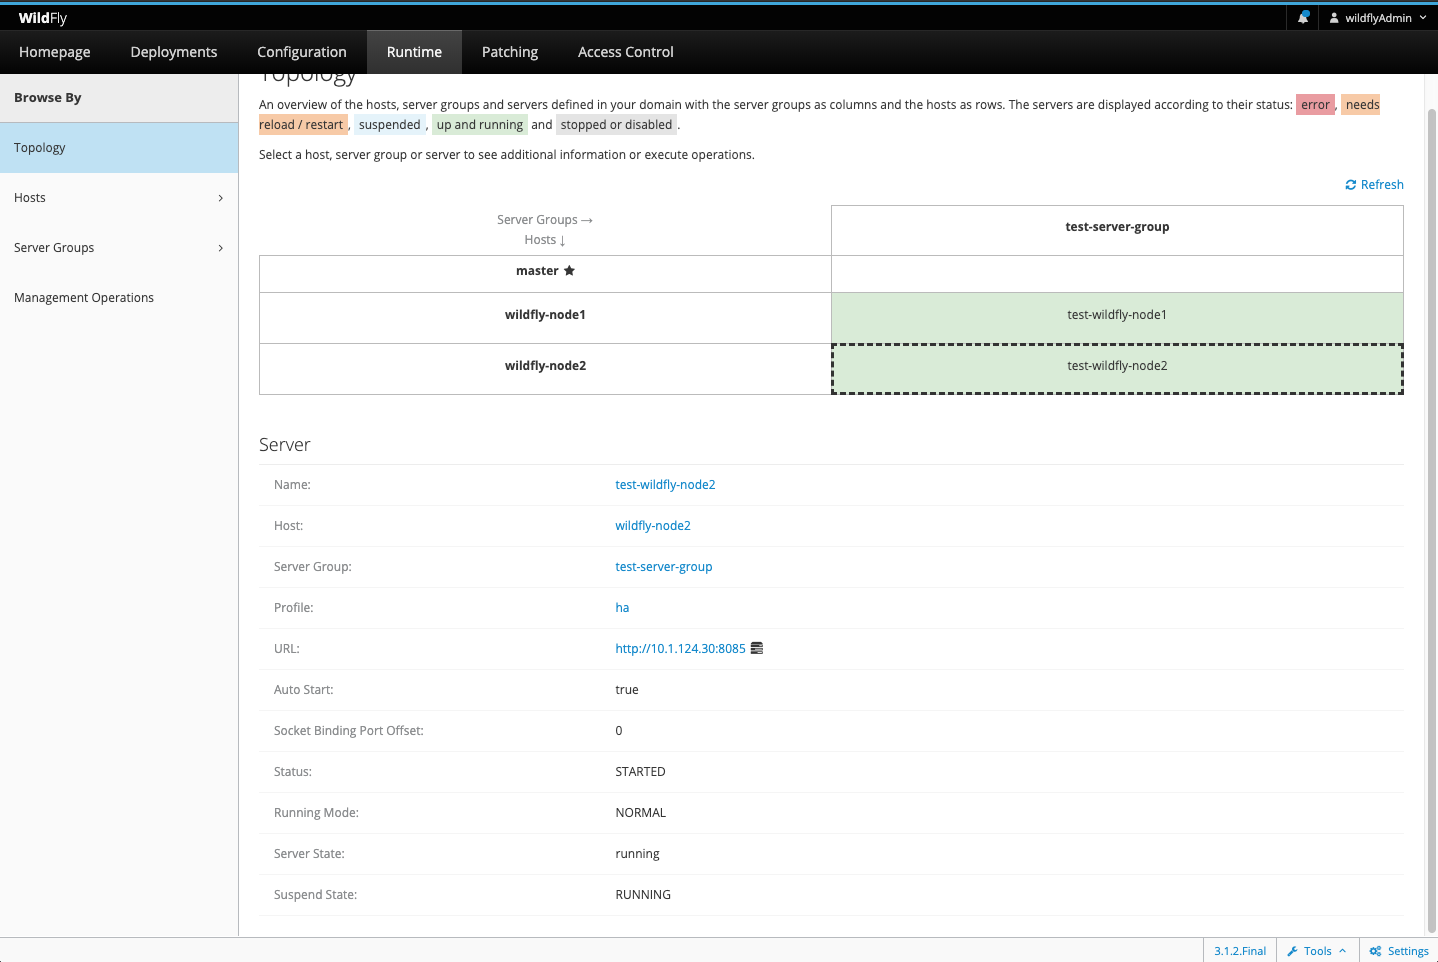 WildFly
wildflyAdmin
Homepage
Deployments
Configuration
Runtime
Patching
Access Control
Browse By
Topology
Hosts
Server Groups
Management Operations
Topology
An overview of the hosts, server groups and servers defined in your domain with the server groups as columns and the hosts as rows. The servers are displayed according to their status: error, needs
reload / restart, suspended, up and running and stopped or disabled.
Select a host, server group or server to see additional information or execute operations.
Refresh
Server Groups →
Hosts ↓
test-server-group
master ★
wildfly-node1
test-wildfly-node1
wildfly-node2
test-wildfly-node2
Server
Name: test-wildfly-node2
Host: wildfly-node2
Server Group: test-server-group
Profile: ha
URL: http://10.1.124.30:8085
Auto Start: true
Socket Binding Port Offset: 0
Status: STARTED
Running Mode: NORMAL
Server State: running
Suspend State: RUNNING
3.1.2.Final
Tools
Settings